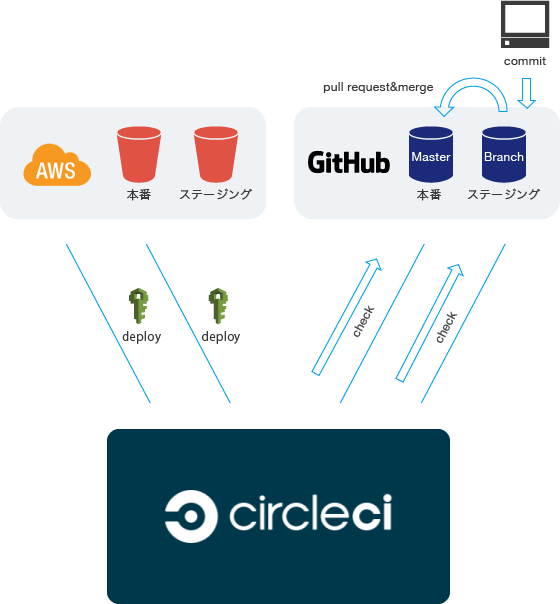 commit
pull request&merge
AWS
本番
ステージング
GitHub
Master
Branch
本番
ステージング
deploy
deploy
check
check
circleci